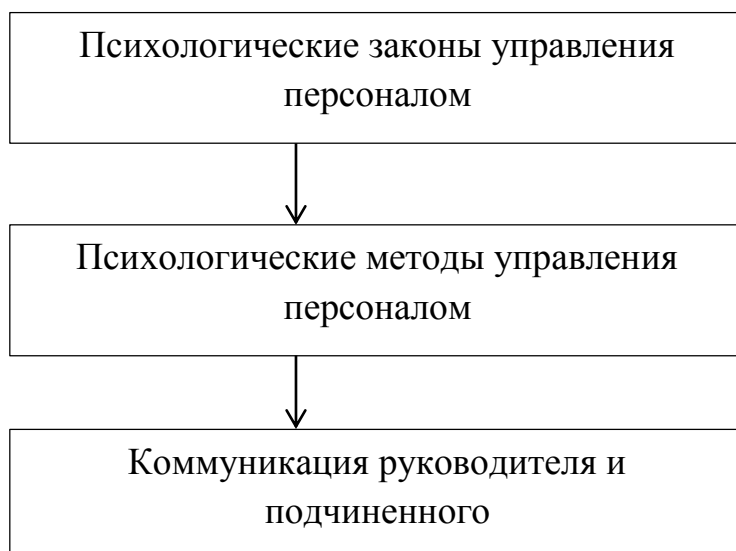 Психологические законы управления
персоналом
Психологические методы управления
персоналом
Коммуникация руководителя и
подчиненного